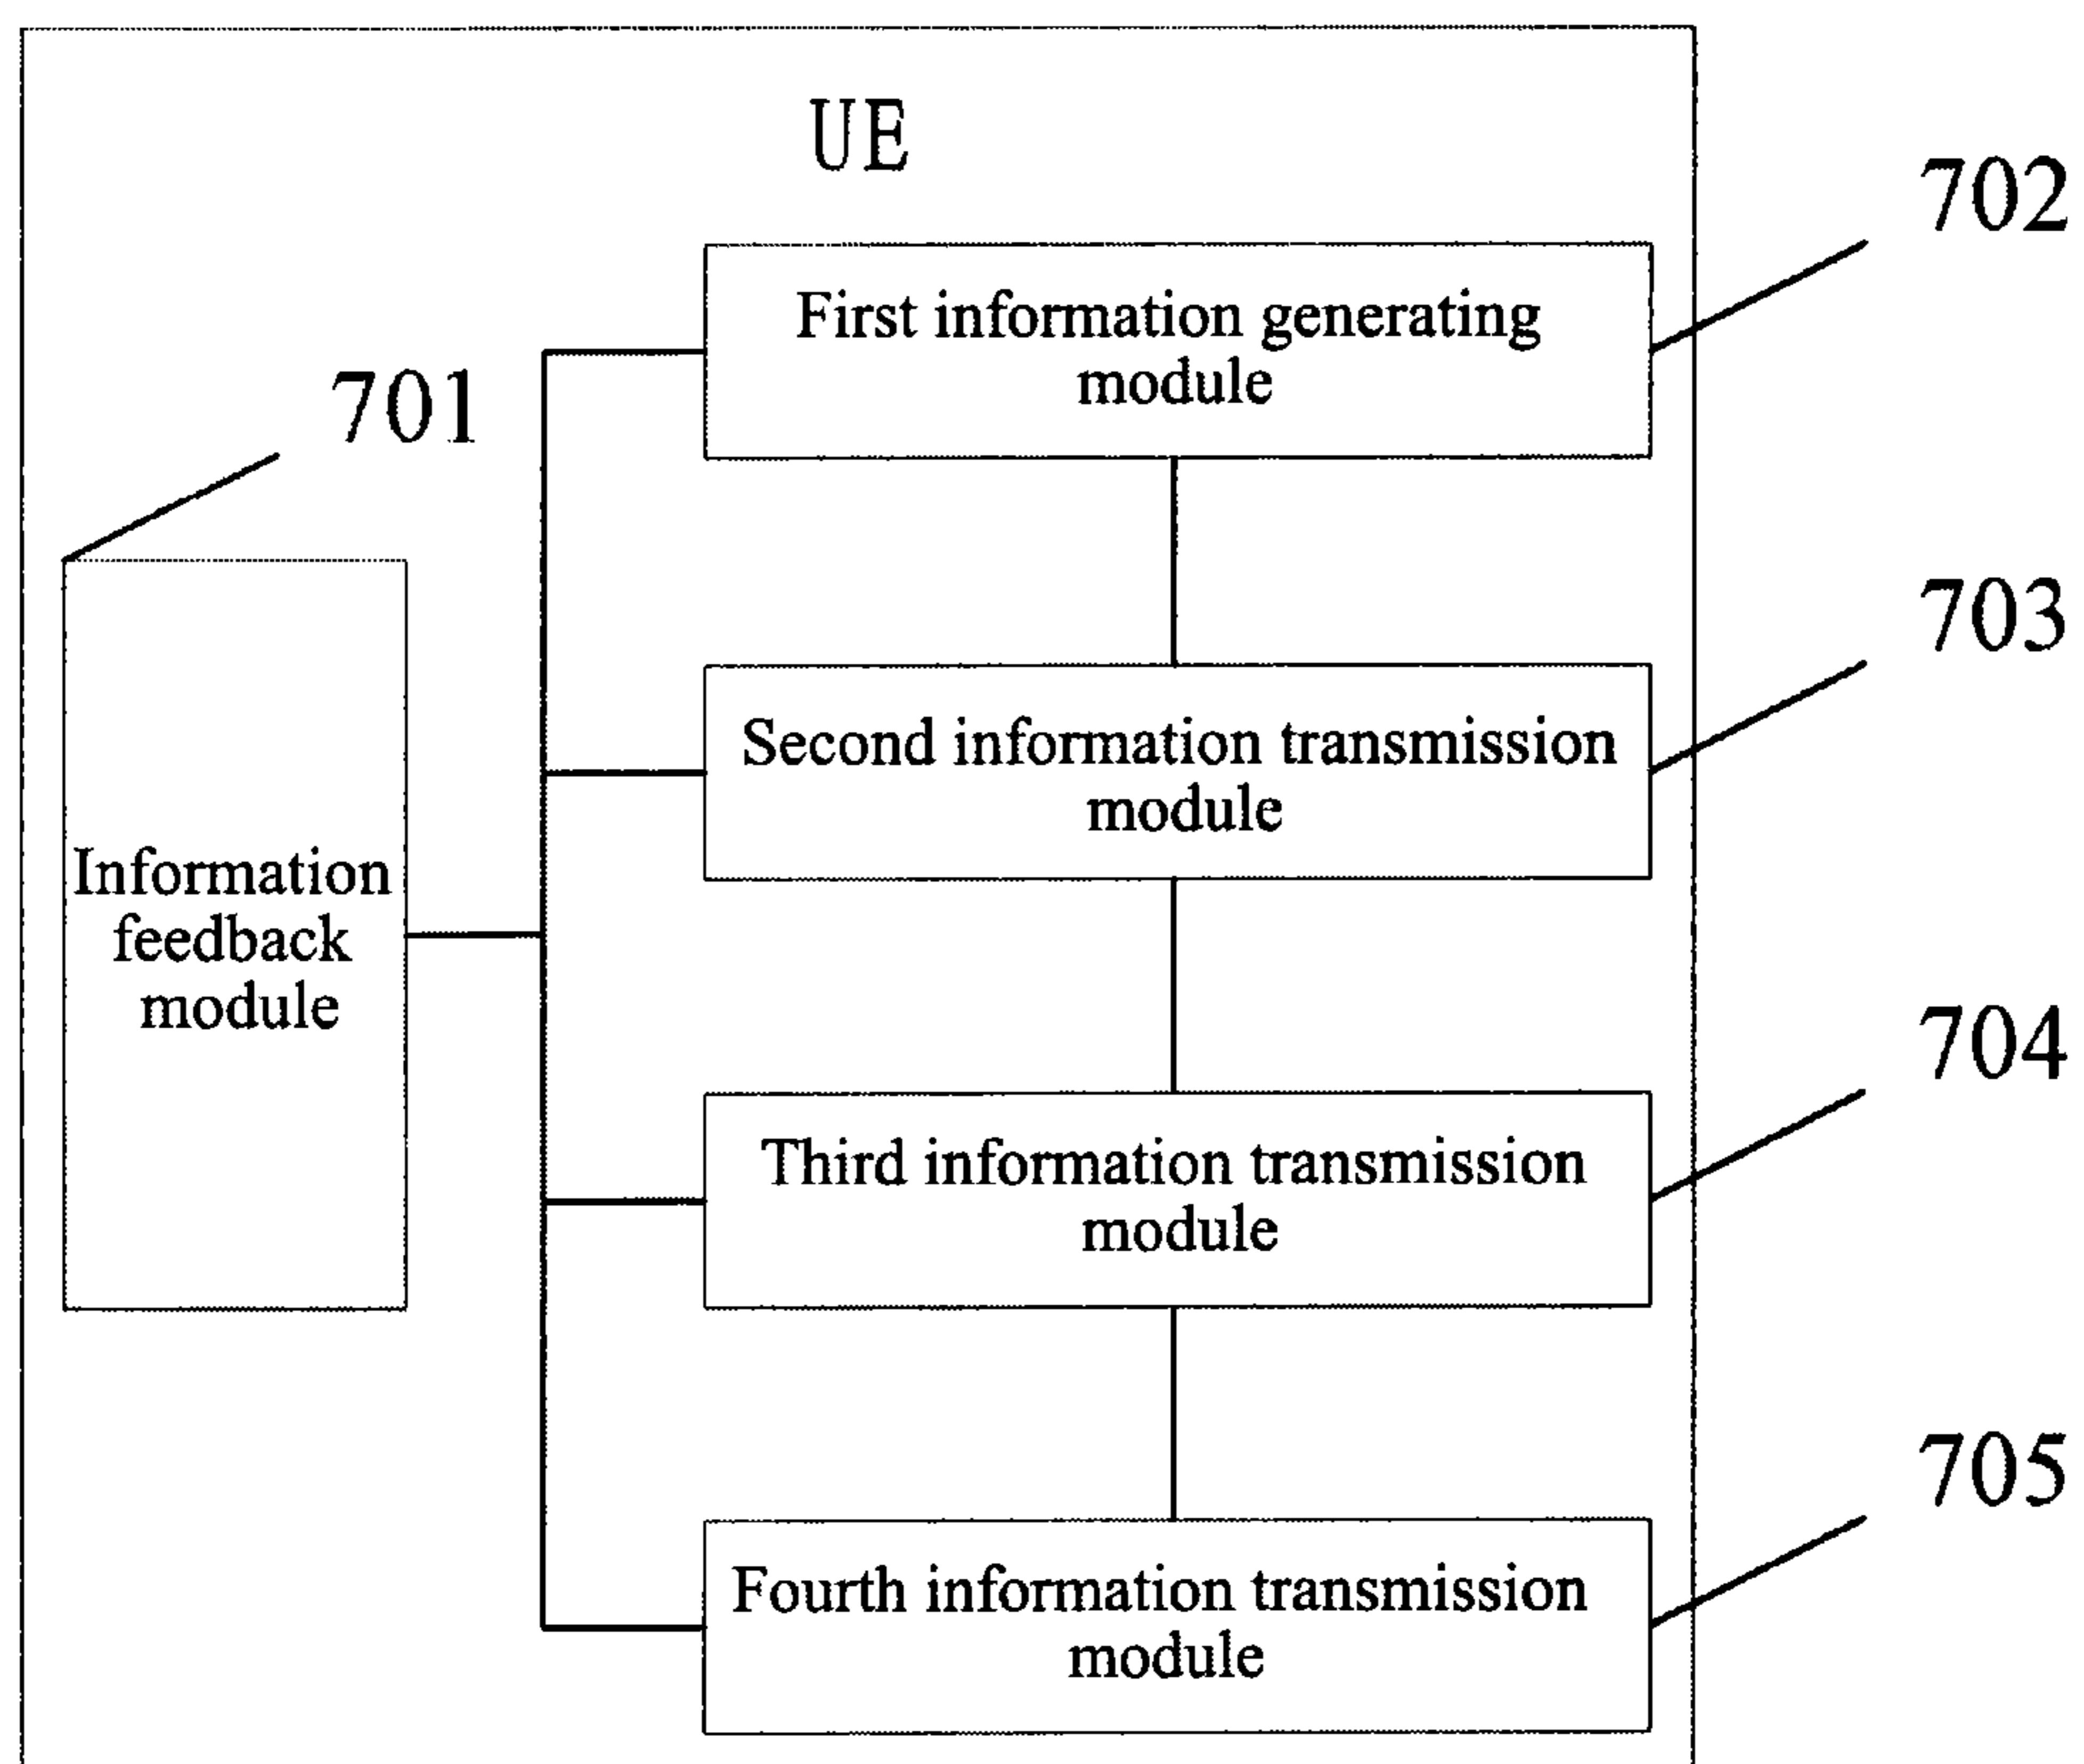 UE
702
First information generating
module
701
703
Second information transmission
module
Information
feedback
module
704
Third information transmission
module
705
Fourth information transmission
module